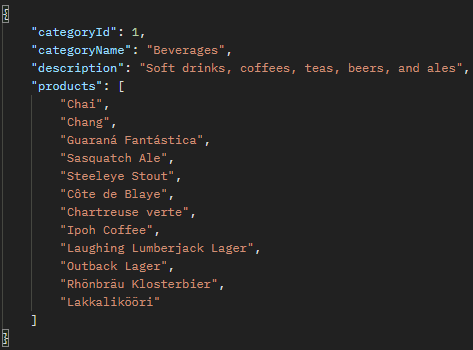 {
"categoryId": 1,
"categoryName": "Beverages",
"description": "Soft drinks, coffees, teas, beers, and ales",
"products": [
"Chai",
"Chang",
"Guaraná Fantástica",
"Sasquatch Ale",
"Steeleye Stout",
"Côte de Blaye",
"Chartreuse verte",
"Ipoh Coffee",
"Laughing Lumberjack Lager",
"Outback Lager",
"Rhönbräu Klosterbier",
"Lakkalikööri"
]
}